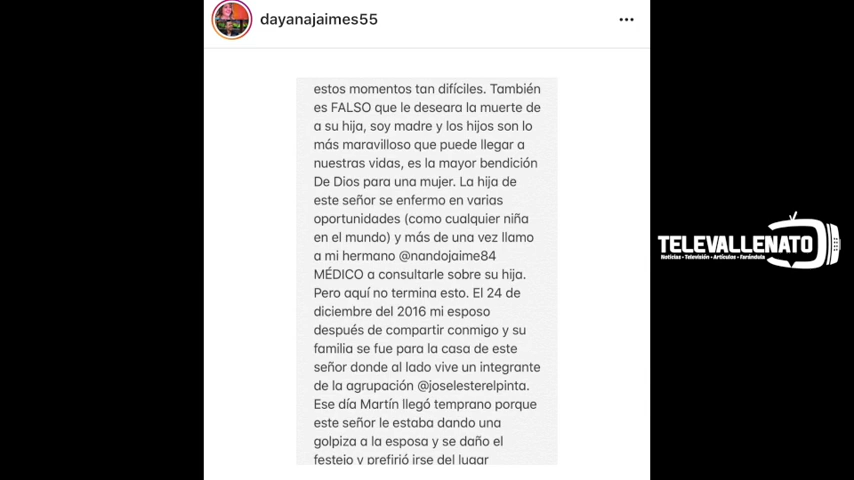 dayanajaimes55
estos momentos tan difíciles. También
es FALSO que le deseara la muerte de
a su hija, soy madre y los hijos son lo
más maravilloso que puede llegar a
nuestras vidas, es la mayor bendición
De Dios para una mujer. La hija de
este señor se enfermo en varias
oportunidades (como cualquier niña
en el mundo) y más de una vez llamo
a mi hermano @nandojaime84
MÉDICO a consultarle sobre su hija.
Pero aquí no termina esto. El 24 de
diciembre del 2016 mi esposo
después de compartir conmigo y su
familia se fue para la casa de este
señor donde al lado vive un integrante
de la agrupación @joselesterelpinta.
Ese día Martín llegó temprano porque
este señor le estaba dando una
golpiza a la esposa y se daño el
festejo y prefirió irse del lugar
TELEVALLENATO
Noticias • Televisión • Artículos • Farándula